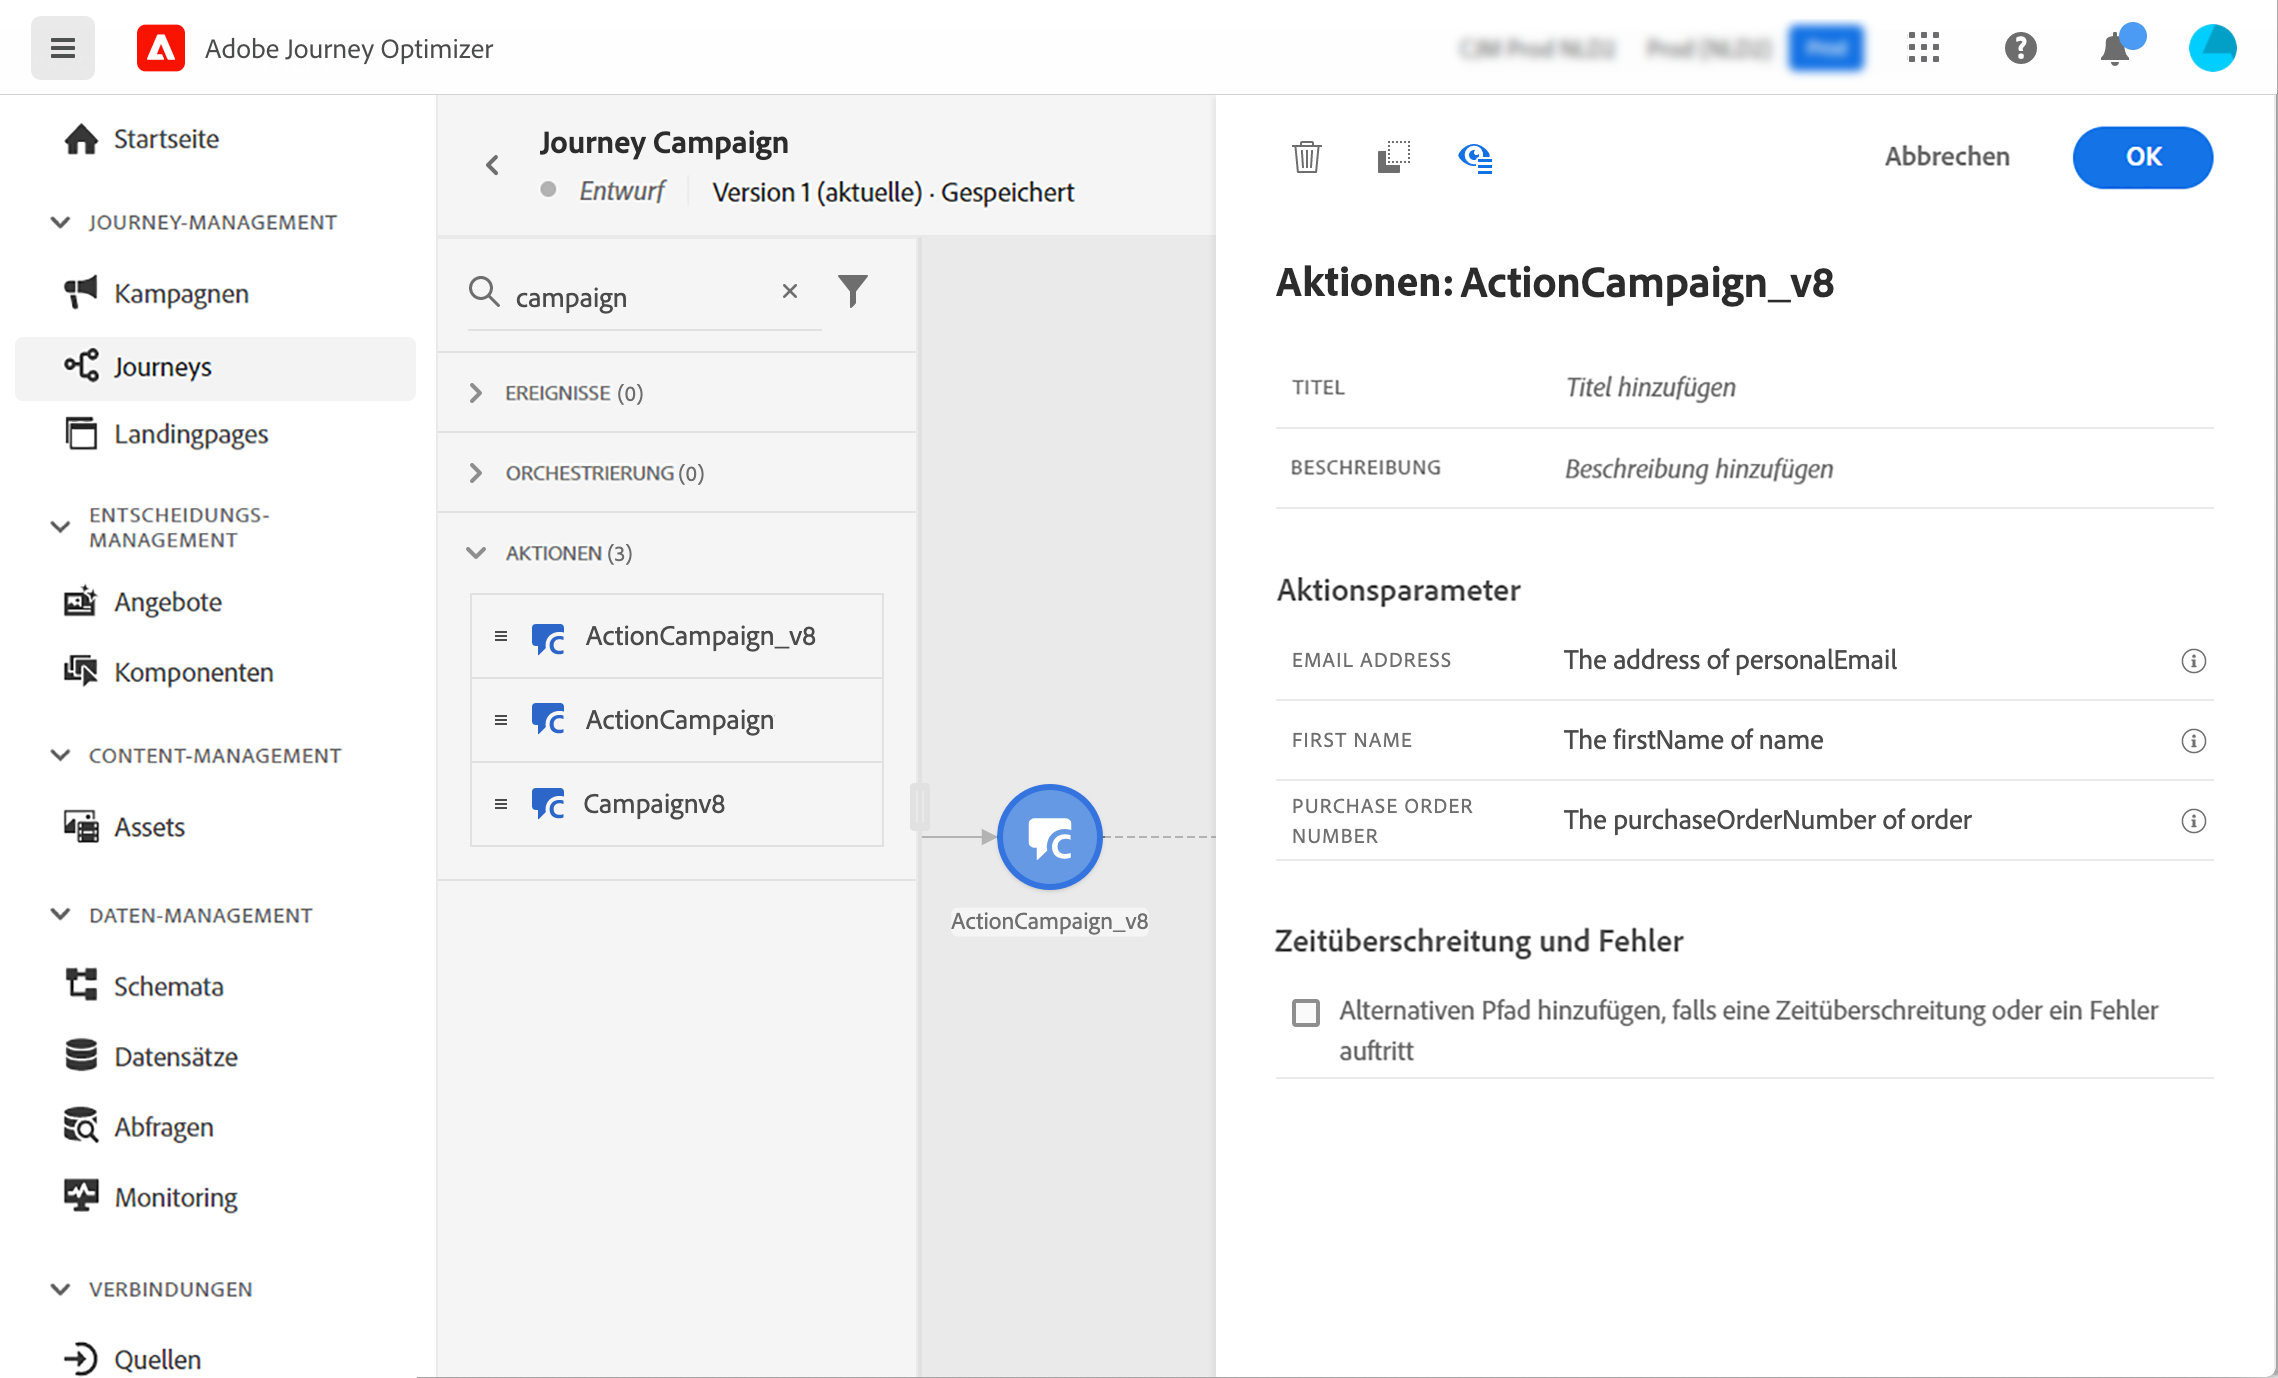 Adobe Journey Optimizer
Startseite
JOURNEY-MANAGEMENT
Kampagnen
Journeys
Landingpages
ENTSCHEIDUNGS-
MANAGEMENT
Angebote
Komponenten
CONTENT-MANAGEMENT
Assets
DATEN-MANAGEMENT
Schemata
Datensätze
Abfragen
Monitoring
VERBINDUNGEN
Quellen
Journey Campaign
Entwurf
Version 1 (aktuelle) · Gespeichert
campaign
EREIGNISSE (0)
ORCHESTRIERUNG (0)
AKTIONEN (3)
ActionCampaign_v8
ActionCampaign
Campaignv8
ActionCampaign_v8
Abbrechen
OK
Aktionen: ActionCampaign_v8
TITEL
Titel hinzufügen
BESCHREIBUNG
Beschreibung hinzufügen
Aktionsparameter
EMAIL ADDRESS
The address of personalEmail
FIRST NAME
The firstName of name
PURCHASE ORDER
NUMBER
The purchaseOrderNumber of order
Zeitüberschreitung und Fehler
Alternativen Pfad hinzufügen, falls eine Zeitüberschreitung oder ein Fehler
auftritt